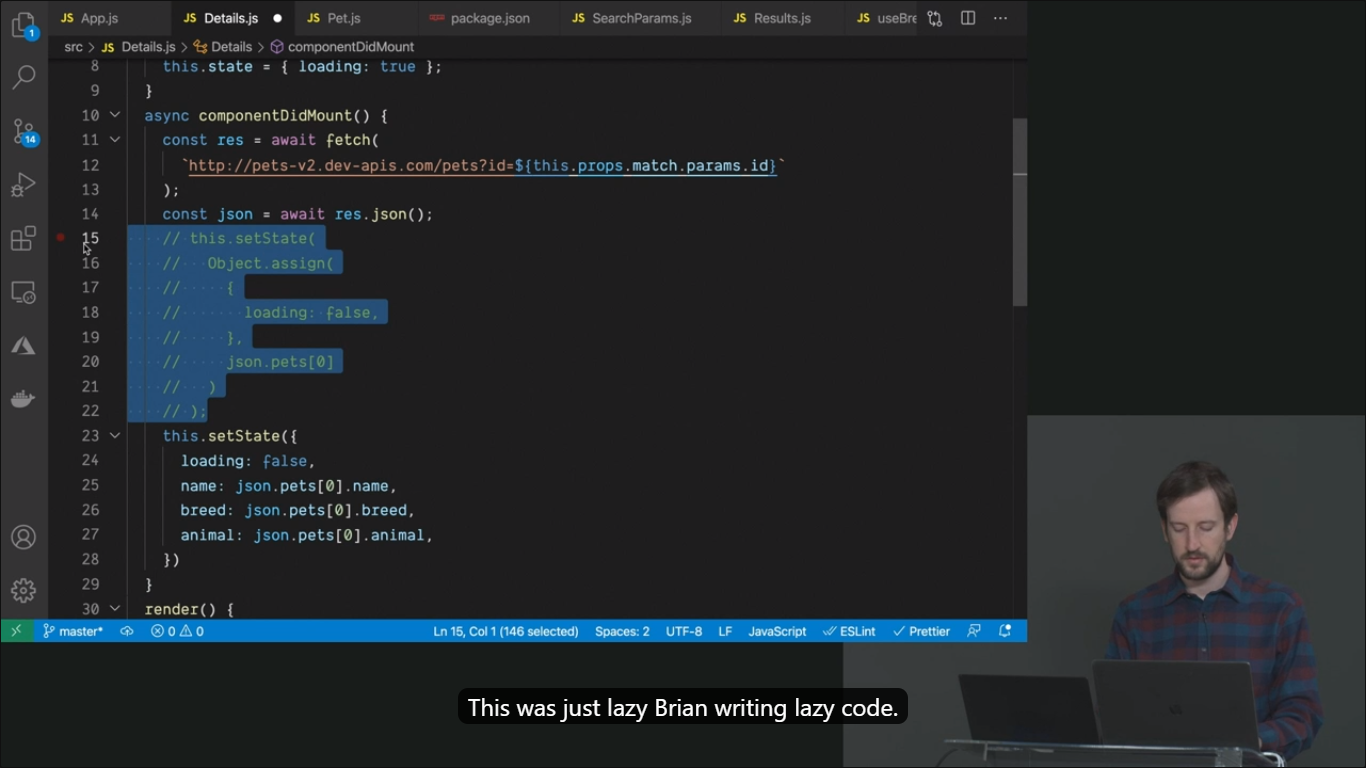 1
14
JS App.js
JS Details.js
JS Pet.js
package.json
JS SearchParams.js
JS Results.js
JS useBre
src > JS Details.js > Details > componentDidMount
8 this.state = { loading: true };
9 }
10 async componentDidMount() {
11 const res = await fetch(
12 `http://pets-v2.dev-apis.com/pets?id=${this.props.match.params.id}`
13 );
14 const json = await res.json();
15 // this.setState(
16 // Object.assign(
17 // {
18 // loading: false,
19 // },
20 // json.pets[0]
21 // )
22 // );
23 this.setState({
24 loading: false,
25 name: json.pets[0].name,
26 breed: json.pets[0].breed,
27 animal: json.pets[0].animal,
28 })
29 }
30 render() {
master* 0 0 Ln 15, Col 1 (146 selected) Spaces: 2 UTF-8 LF JavaScript ESLint Prettier
This was just lazy Brian writing lazy code.